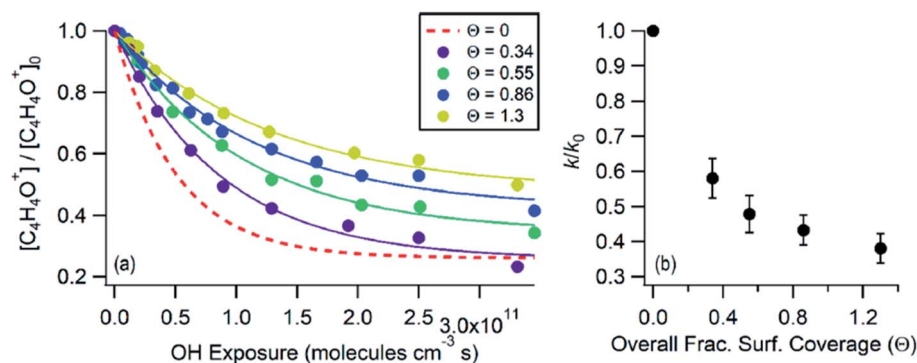 1.0
0.8
0.6
0.4
0.2
[C₄H₄O⁺] / [C₄H₄O⁺]₀
(a)
Θ = 0
Θ = 0.34
Θ = 0.55
Θ = 0.86
Θ = 1.3
0.0 0.5 1.0 1.5 2.0 2.5 3.0x10¹¹
OH Exposure (molecules cm⁻³ s)
1.0
0.9
0.8
0.7
0.6
0.5
0.4
0.3
k/k₀
(b)
0.0 0.4 0.8 1.2
Overall Frac. Surf. Coverage (Θ)